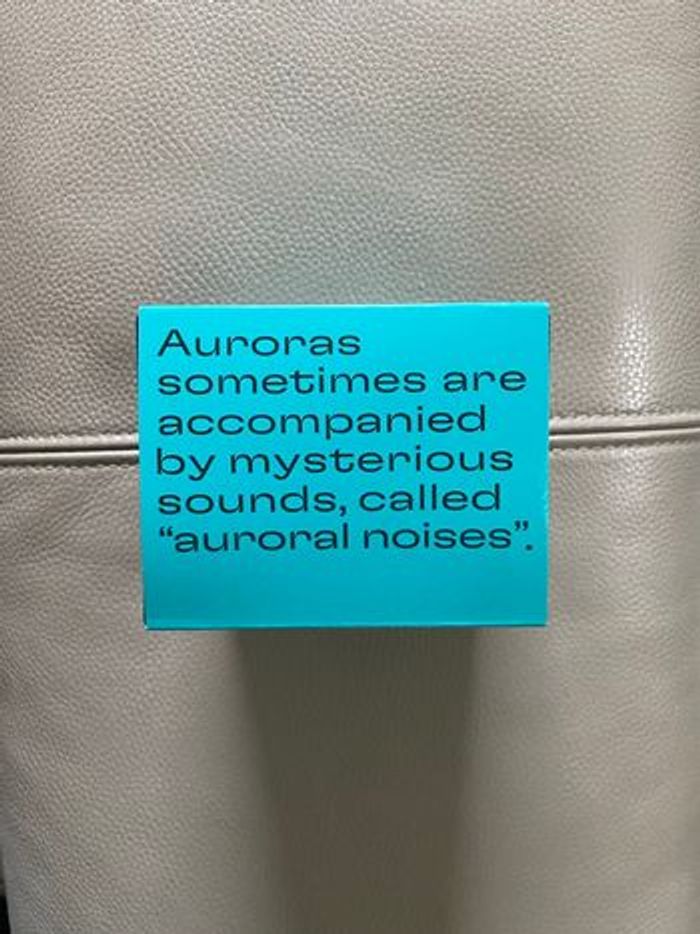 Auroras
sometimes are
accompanied
by mysterious
sounds, called
“auroral noises”.